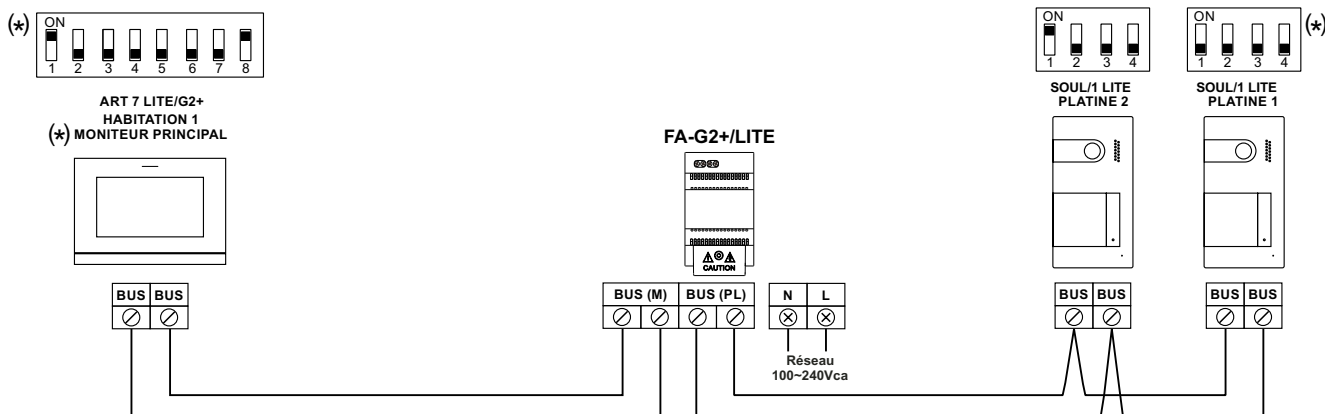 (*)
ON
1 2 3 4 5 6 7 8
ON
1 2 3 4
ON
1 2 3 4
(*)
ART 7 LITE/G2+
HABITATION 1
(*) MONITEUR PRINCIPAL
SOUL/1 LITE
PLATINE 2
SOUL/1 LITE
PLATINE 1
FA-G2+/LITE
CAUTION
BUS BUS
BUS (M) BUS (PL) N L
BUS BUS
BUS BUS
Réseau
100~240Vca